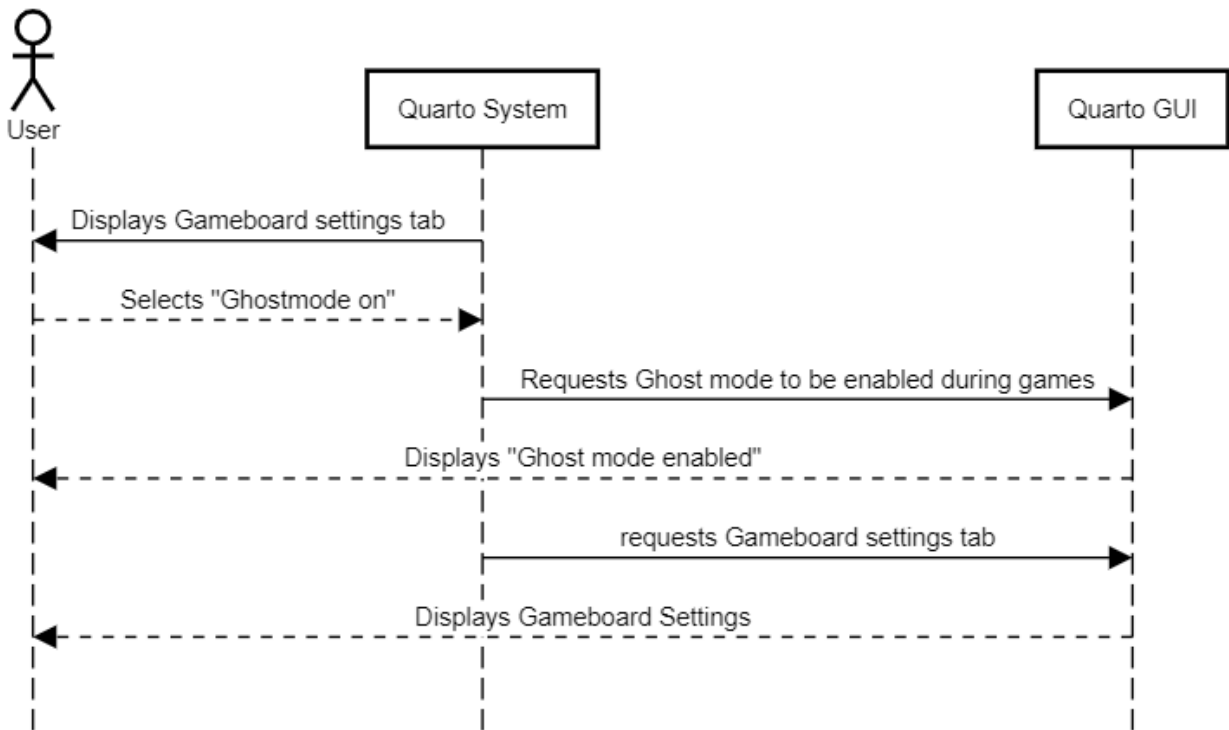 User
Quarto System
Quarto GUI
Displays Gameboard settings tab
Selects "Ghostmode on"
Requests Ghost mode to be enabled during games
Displays "Ghost mode enabled"
requests Gameboard settings tab
Displays Gameboard Settings